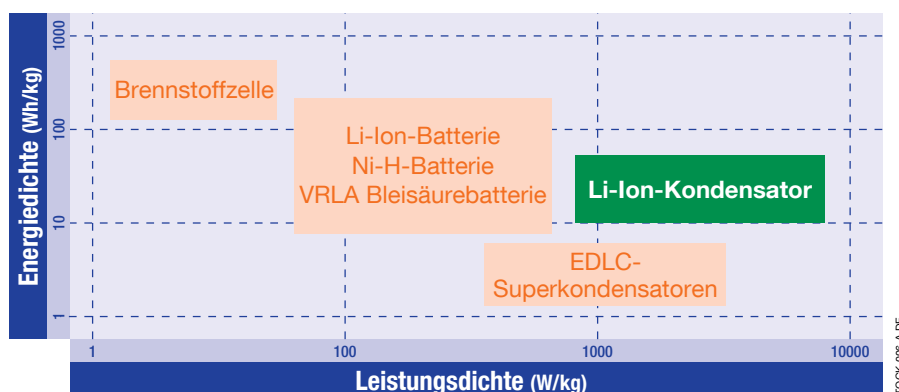 Energiedichte (Wh/kg)
1000
100
10
1
Brennstoffzelle
Li-Ion-Batterie
Ni-H-Batterie
VRLA Bleisäurebatterie
Li-Ion-Kondensator
EDLC-
Superkondensatoren
1
100
1000
10000
Leistungsdichte (W/kg)